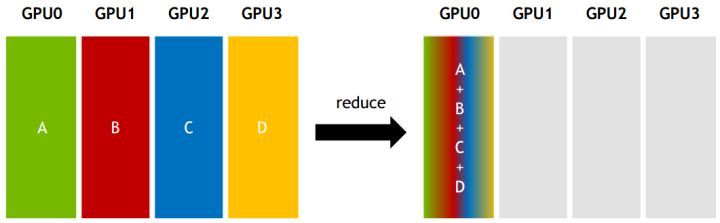 GPU0 GPU1 GPU2 GPU3 GPU0 GPU1 GPU2 GPU3
A B C D
reduce
A
+
B
+
C
+
D